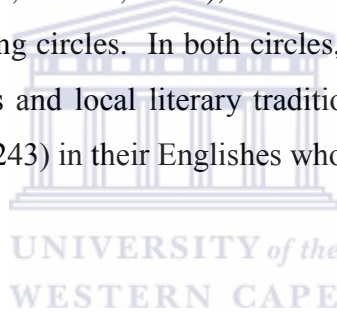 ng circles. In both circles,
s and local literary traditio
243) in their Englishes who
UNIVERSITY of the
WESTERN CAPE